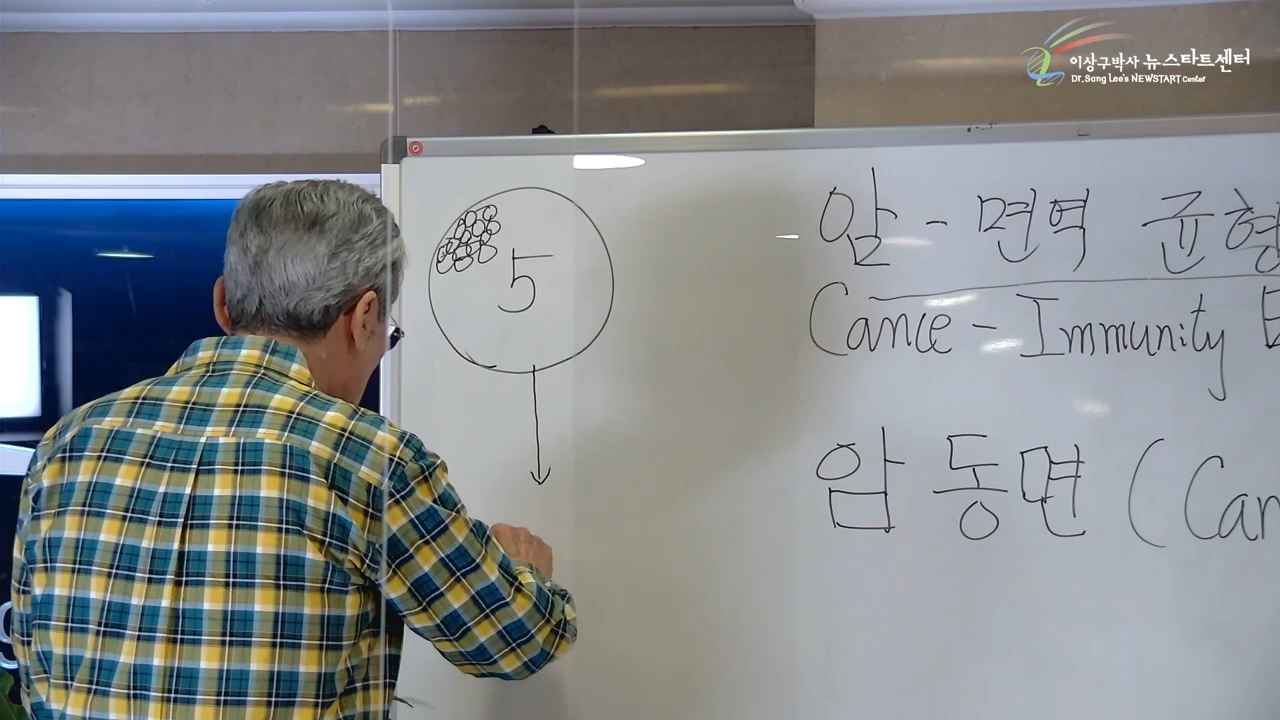 이상구박사 뉴스타트센터
Dr. Sang Lee's NEWSTART Center
5
암 - 면역 균형
Cance - Immunity E
암 동면 (Can